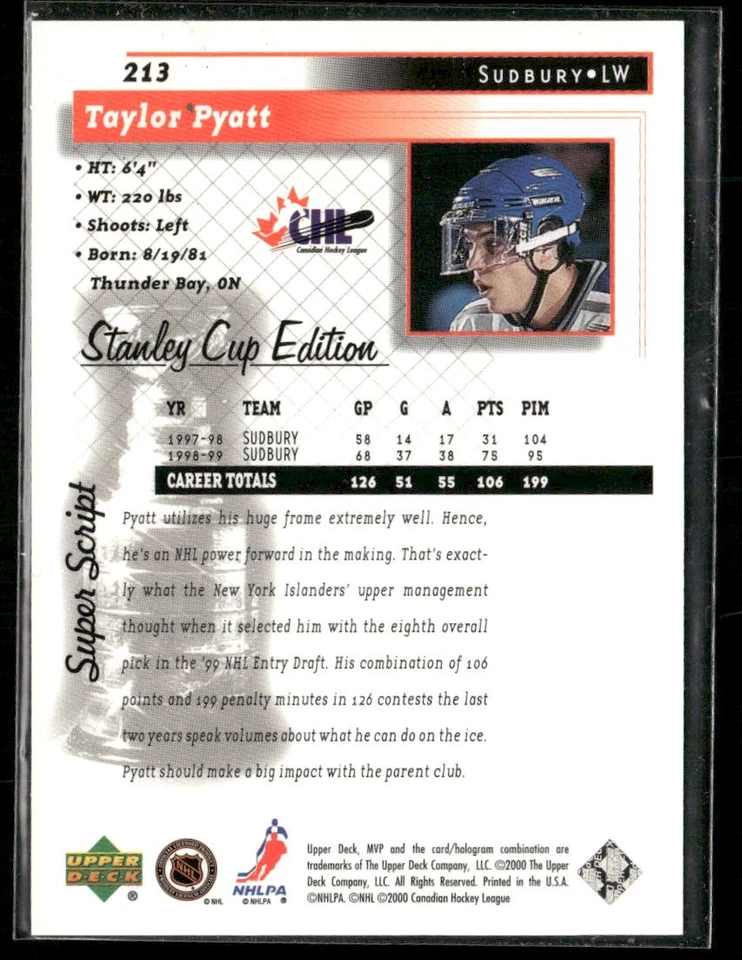 213
SUDBURY•LW
Taylor Pyatt
• HT: 6'4"
• WT: 220 lbs
• Shoots: Left
• Born: 8/19/81
Thunder Bay, ON
CHL
Canadian Hockey League
Stanley Cup Edition
YR TEAM GP G A PTS PIM
1997-98 SUDBURY 58 14 17 31 104
1998-99 SUDBURY 68 37 38 75 95
CAREER TOTALS 126 51 55 106 199
Super Script
Pyatt utilizes his huge frame extremely well. Hence,
he's an NHL power forward in the making. That's exact-
ly what the New York Islanders' upper management
thought when it selected him with the eighth overall
pick in the '99 NHL Entry Draft. His combination of 106
points and 199 penalty minutes in 126 contests the last
two years speak volumes about what he can do on the ice.
Pyatt should make a big impact with the parent club.
UPPER
DECK
®
NHL
© NHL
NHLPA
© NHLPA ®
Upper Deck, MVP and the card/hologram combination are
trademarks of The Upper Deck Company, LLC. ©2000 The Upper
Deck Company, LLC. All Rights Reserved. Printed in the U.S.A.
©NHLPA. ©NHL ©2000 Canadian Hockey League